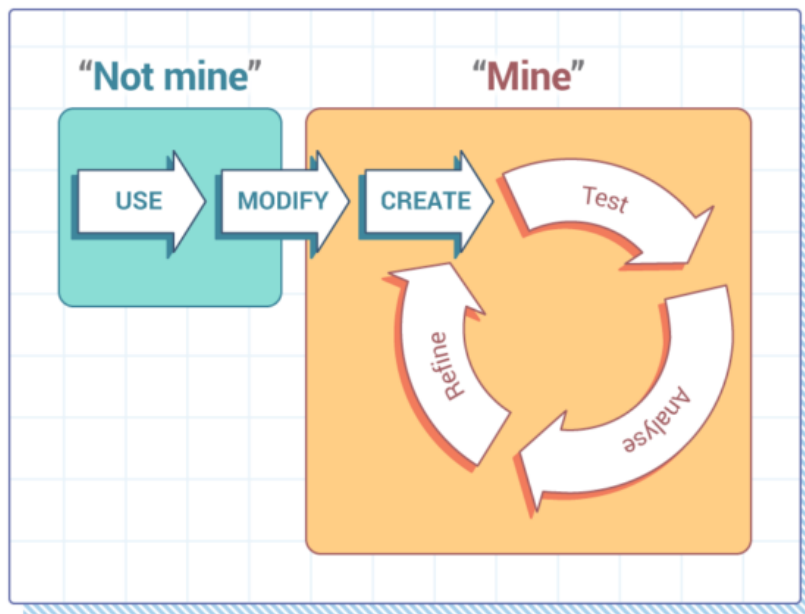 “Not mine”
“Mine”
USE
MODIFY
CREATE
Test
Analyse
Refine